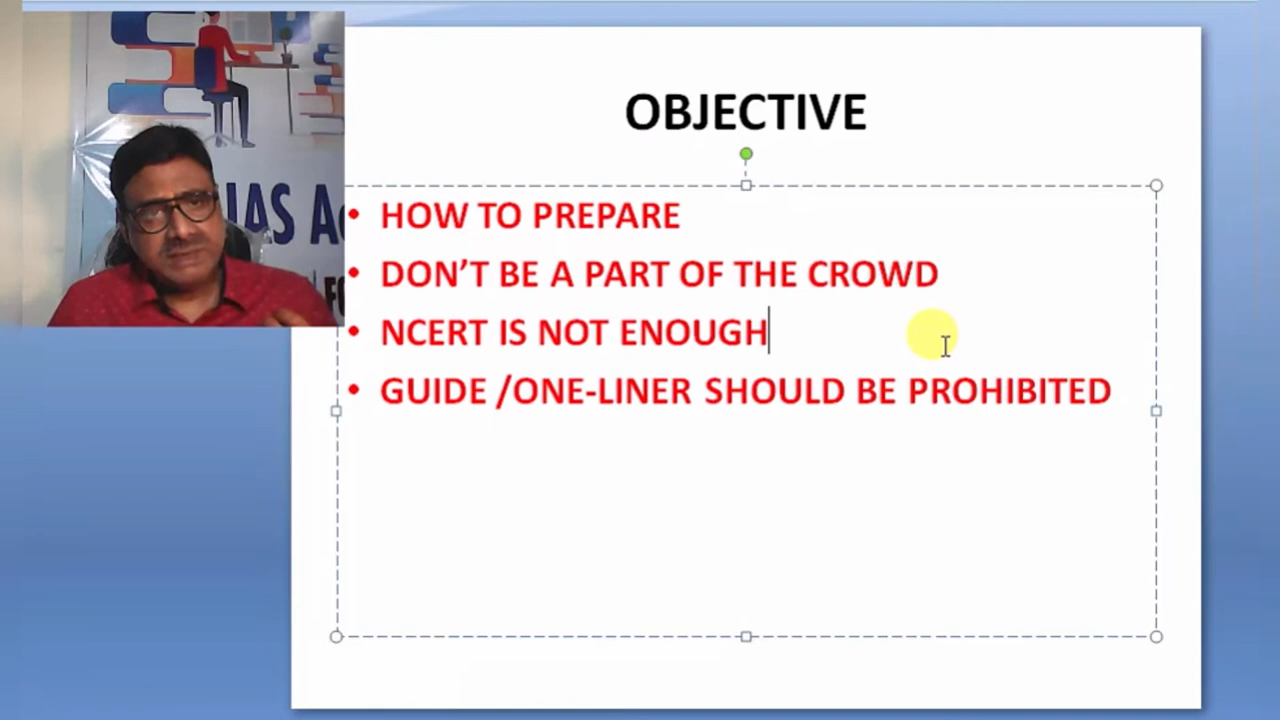 OBJECTIVE
IAS
• HOW TO PREPARE
• DON’T BE A PART OF THE CROWD
• NCERT IS NOT ENOUGH
• GUIDE /ONE-LINER SHOULD BE PROHIBITED